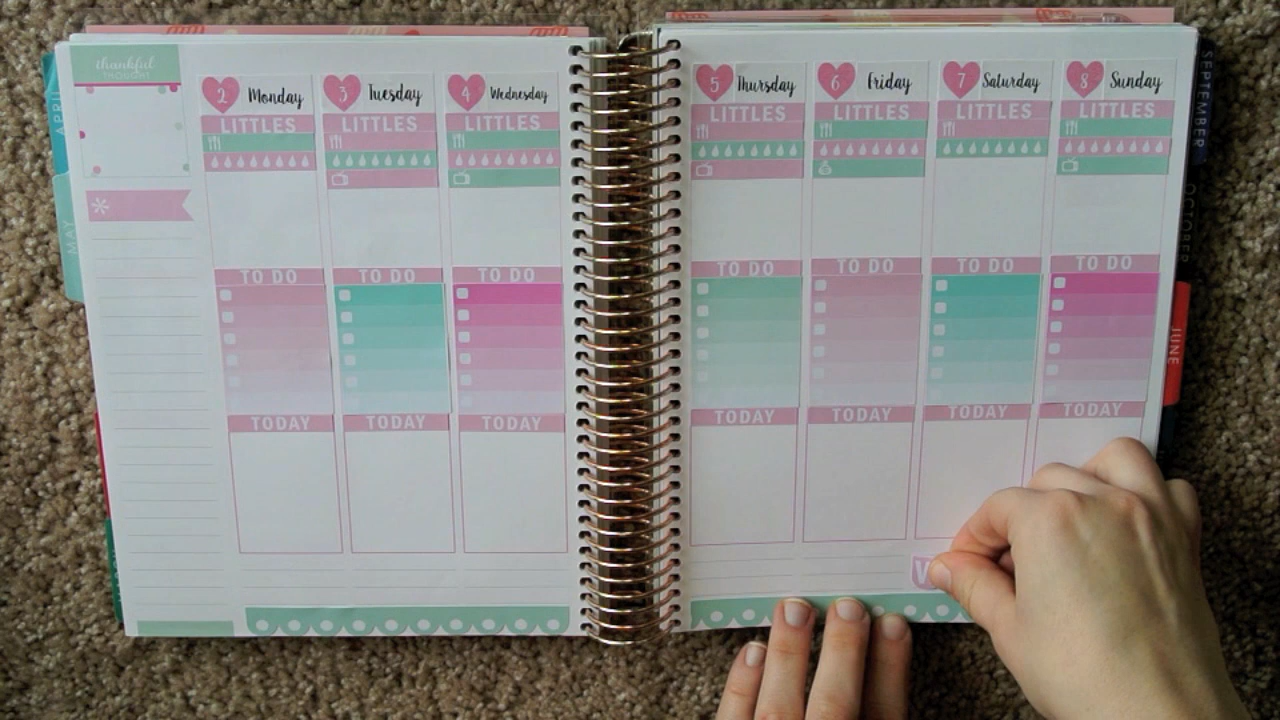 thankful
THOUGHT
2 Monday
3 Tuesday
4 Wednesday
5 Thursday
6 Friday
7 Saturday
8 Sunday
LITTLES
LITTLES
LITTLES
LITTLES
LITTLES
LITTLES
LITTLES
TO DO
TO DO
TO DO
TO DO
TO DO
TO DO
TO DO
TODAY
TODAY
TODAY
TODAY
TODAY
TODAY
TODAY
W
APRIL
MAY
SEPTEMBER
OCTOBER
JUNE